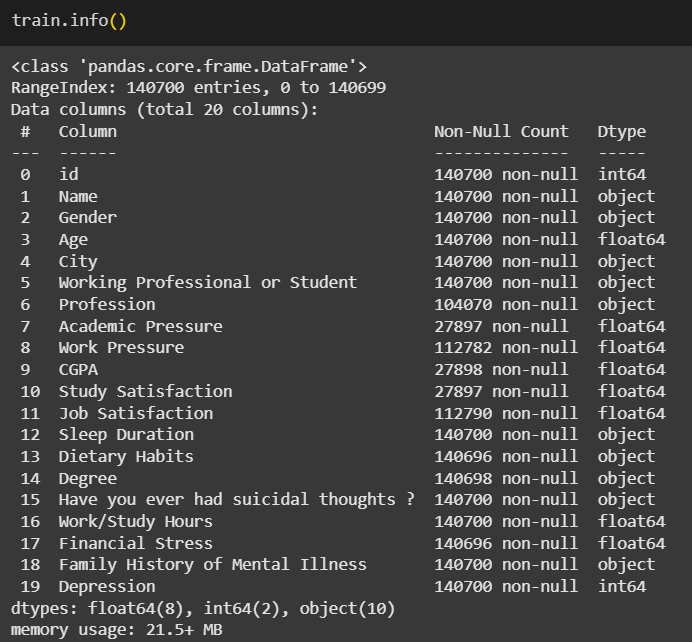 train.info()
<class 'pandas.core.frame.DataFrame'>
RangeIndex: 140700 entries, 0 to 140699
Data columns (total 20 columns):
 #   Column                                 Non-Null Count   Dtype
---  ------                                 --------------   -----
 0   id                                     140700 non-null  int64
 1   Name                                   140700 non-null  object
 2   Gender                                 140700 non-null  object
 3   Age                                    140700 non-null  float64
 4   City                                   140700 non-null  object
 5   Working Professional or Student        140700 non-null  object
 6   Profession                             104070 non-null  object
 7   Academic Pressure                      27897 non-null   float64
 8   Work Pressure                          112782 non-null  float64
 9   CGPA                                   27898 non-null   float64
 10  Study Satisfaction                     27897 non-null   float64
 11  Job Satisfaction                       112790 non-null  float64
 12  Sleep Duration                         140700 non-null  object
 13  Dietary Habits                         140696 non-null  object
 14  Degree                                 140698 non-null  object
 15  Have you ever had suicidal thoughts ?  140700 non-null  object
 16  Work/Study Hours                       140700 non-null  float64
 17  Financial Stress                       140696 non-null  float64
 18  Family History of Mental Illness       140700 non-null  object
 19  Depression                             140700 non-null  int64
dtypes: float64(8), int64(2), object(10)
memory usage: 21.5+ MB